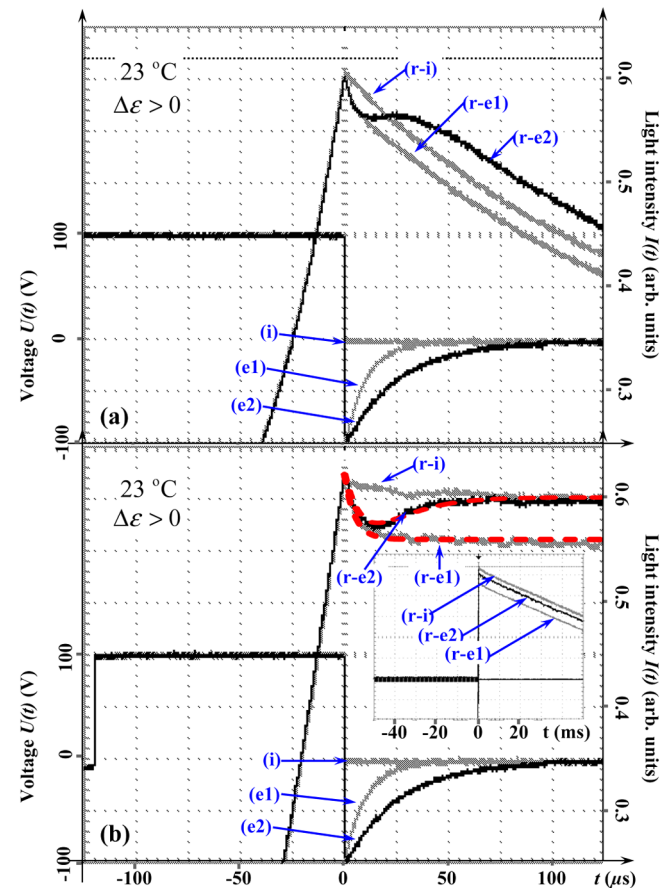 23 °C
Δε > 0
(r-i)
(r-e1)
(r-e2)
0.6
0.5
0.4
0.3
Light intensity I(t) (arb. units)
100
0
-100
Voltage U(t) (V)
(i)
(e1)
(e2)
(a)
23 °C
Δε > 0
(r-i)
(r-e2)
(r-e1)
(r-i)
(r-e2)
(r-e1)
-40 -20 0 20 t (ms)
0.6
0.5
0.4
0.3
Light intensity I(t) (arb. units)
100
0
-100
Voltage U(t) (V)
(i)
(e1)
(e2)
(b)
-100 -50 0 50 100 t (μs)